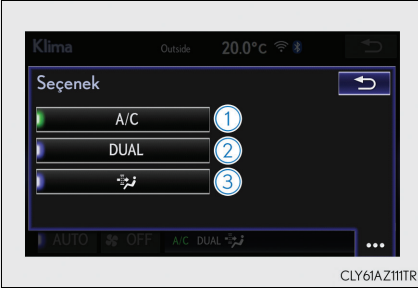 Klima Outside 20.0°c
Seçenek
A/C 1
DUAL 2
3
AUTO OFF A/C DUAL
CLY61AZ111TR